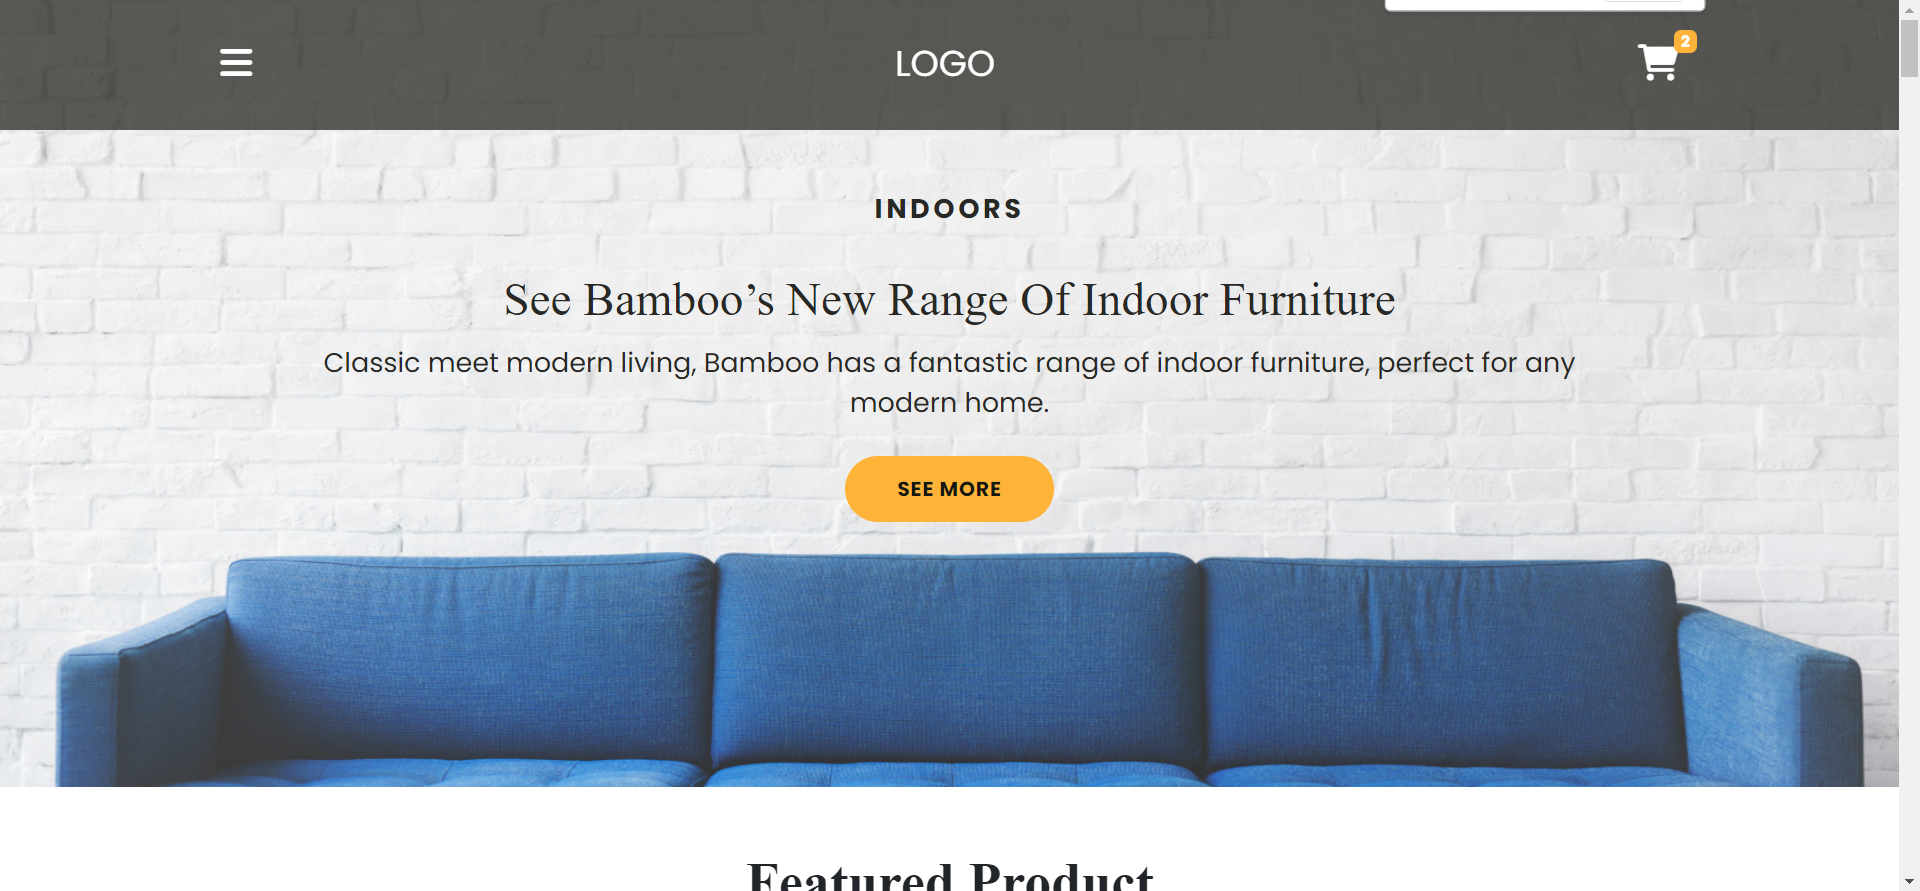 LOGO
2
INDOORS
See Bamboo’s New Range Of Indoor Furniture
Classic meet modern living, Bamboo has a fantastic range of indoor furniture, perfect for any
modern home.
SEE MORE
Featured Product